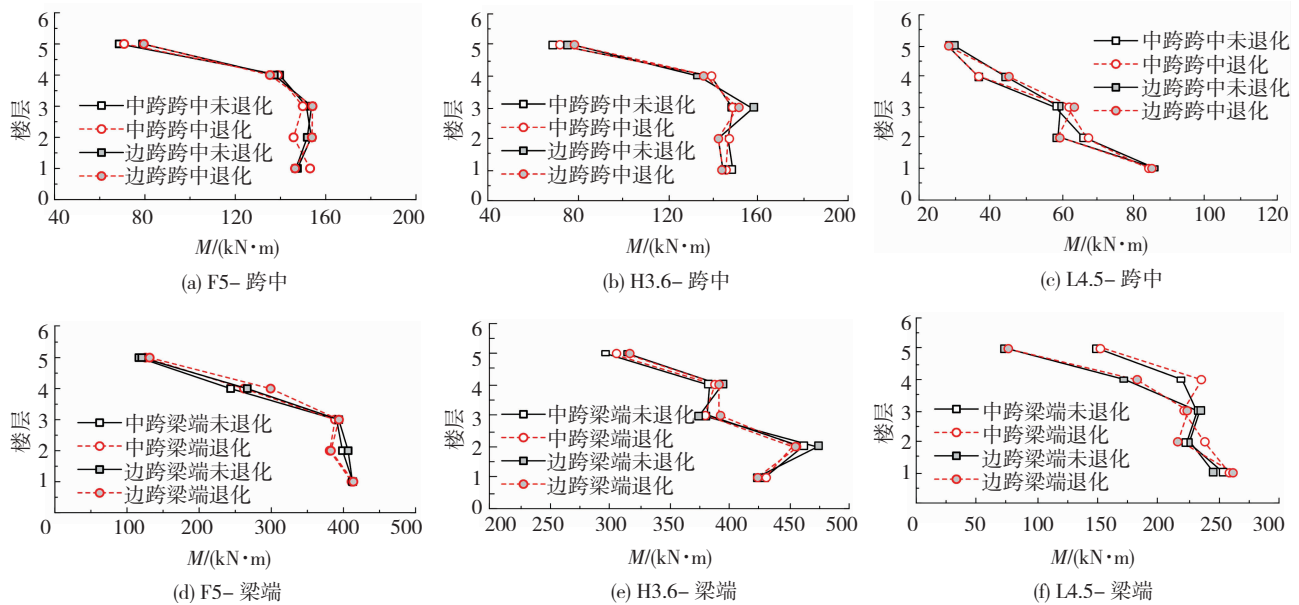 6
5
4
3
2
1
0
楼层
中跨跨中未退化
中跨跨中退化
边跨跨中未退化
边跨跨中退化
40 80 120 160 200
M/(kN·m)
(a) F5– 跨中
6
5
4
3
2
1
0
楼层
中跨跨中未退化
中跨跨中退化
边跨跨中未退化
边跨跨中退化
40 80 120 160 200
M/(kN·m)
(b) H3.6– 跨中
6
5
4
3
2
1
0
楼层
中跨跨中未退化
中跨跨中退化
边跨跨中未退化
边跨跨中退化
20 40 60 80 100 120
M/(kN·m)
(c) L4.5– 跨中
6
5
4
3
2
1
楼层
中跨梁端未退化
中跨梁端退化
边跨梁端未退化
边跨梁端退化
0 100 200 300 400 500
M/(kN·m)
(d) F5– 梁端
6
5
4
3
2
1
楼层
中跨梁端未退化
中跨梁端退化
边跨梁端未退化
边跨梁端退化
200 250 300 350 400 450 500
M/(kN·m)
(e) H3.6– 梁端
6
5
4
3
2
1
楼层
中跨梁端未退化
中跨梁端退化
边跨梁端未退化
边跨梁端退化
0 50 100 150 200 250 300
M/(kN·m)
(f) L4.5– 梁端